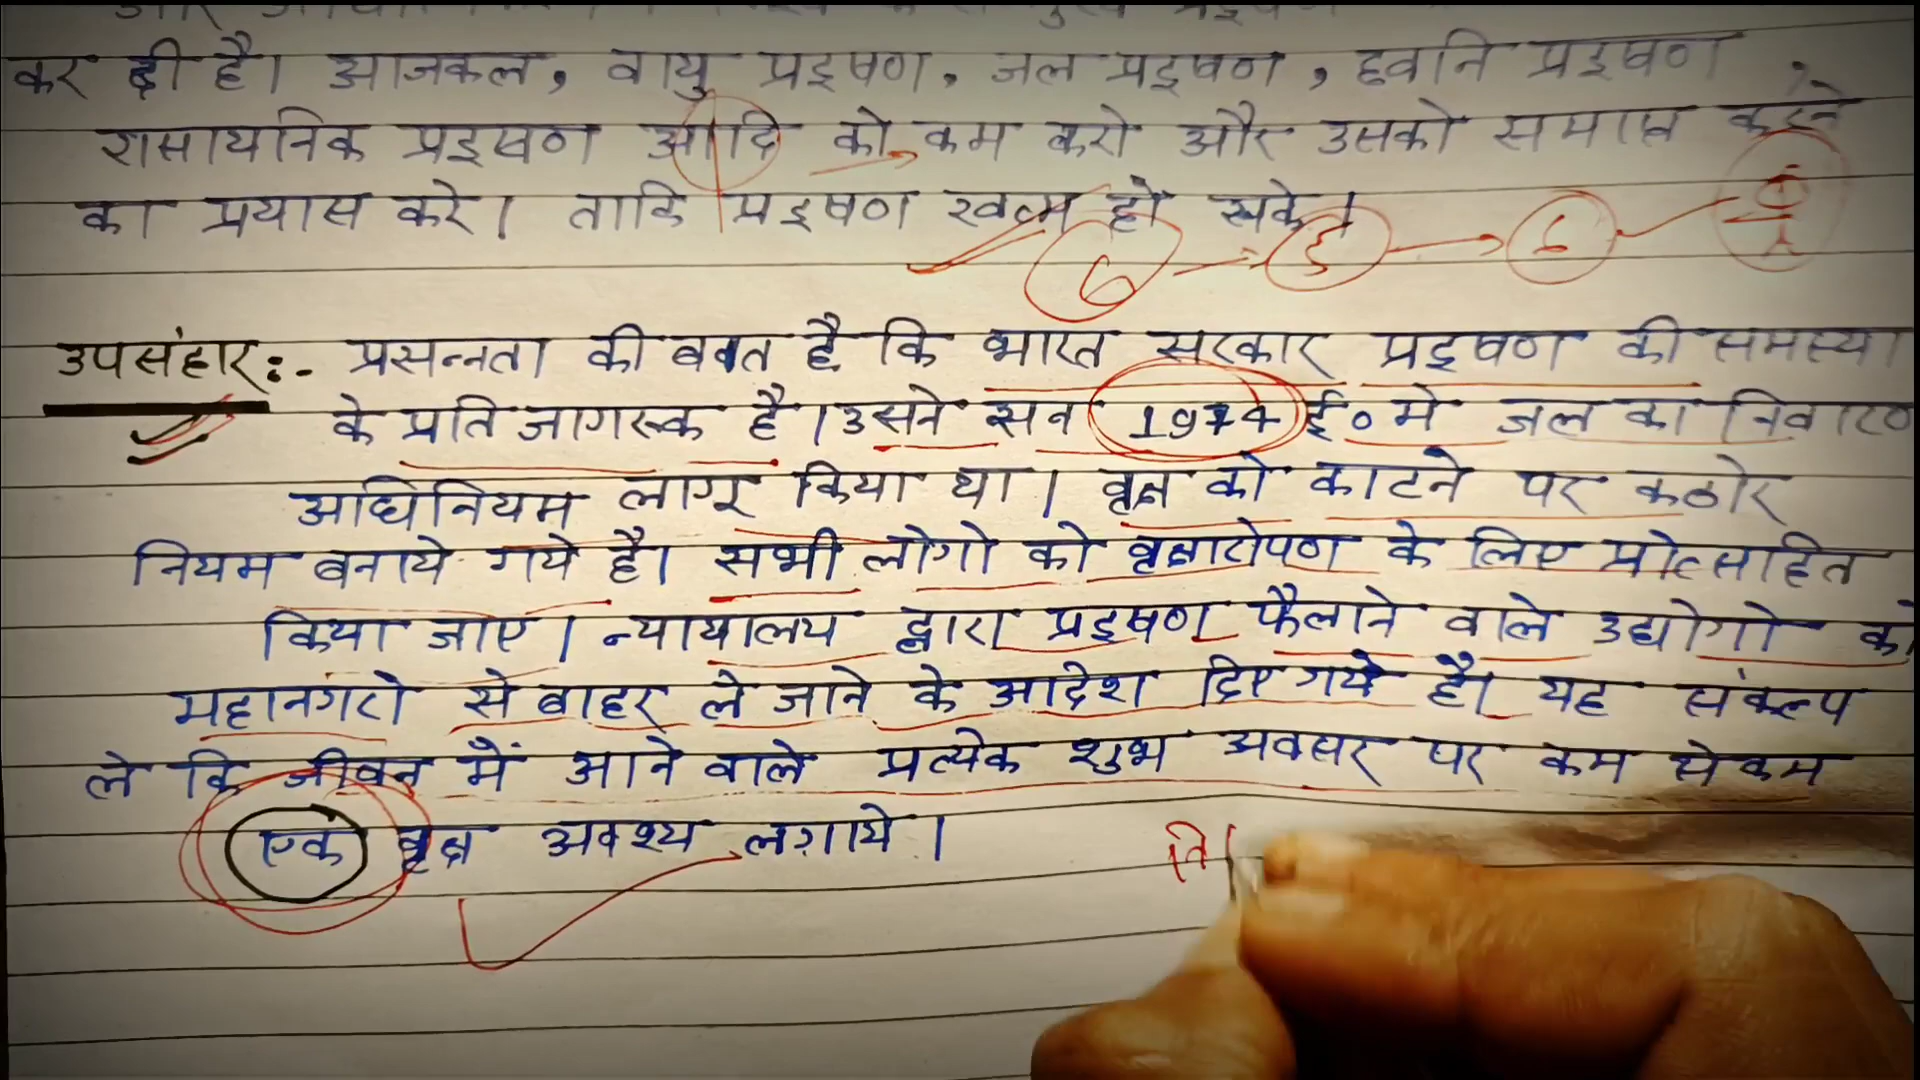 कर दी है। आजकल, वायु प्रदुषण, जल प्रदुषण, ध्वनि प्रदुषण,
रासायनिक प्रदुषण आदि को कम करो और उसको समाप्त करने
का प्रयास करे। ताकि प्रदुषण खत्म हो सके।
उपसंहार:- प्रसन्नता की बात है कि भारत सरकार प्रदुषण की समस्या
के प्रति जागरूक है। उसने सन 1974 ई० मे जल का निवारण
अधिनियम लागू किया था। वृक्ष को काटने पर कठोर
नियम बनाये गये है। सभी लोगो को वृक्षारोपण के लिए प्रोत्साहित
किया जाए। न्यायालय द्वारा प्रदुषण फैलाने वाले उद्योगो को
महानगरो से बाहर ले जाने के आदेश दिए गये है। यह संकल्प
ले कि जीवन में आने वाले प्रत्येक शुभ अवसर पर कम से कम
एक वृक्ष अवश्य लगाये।